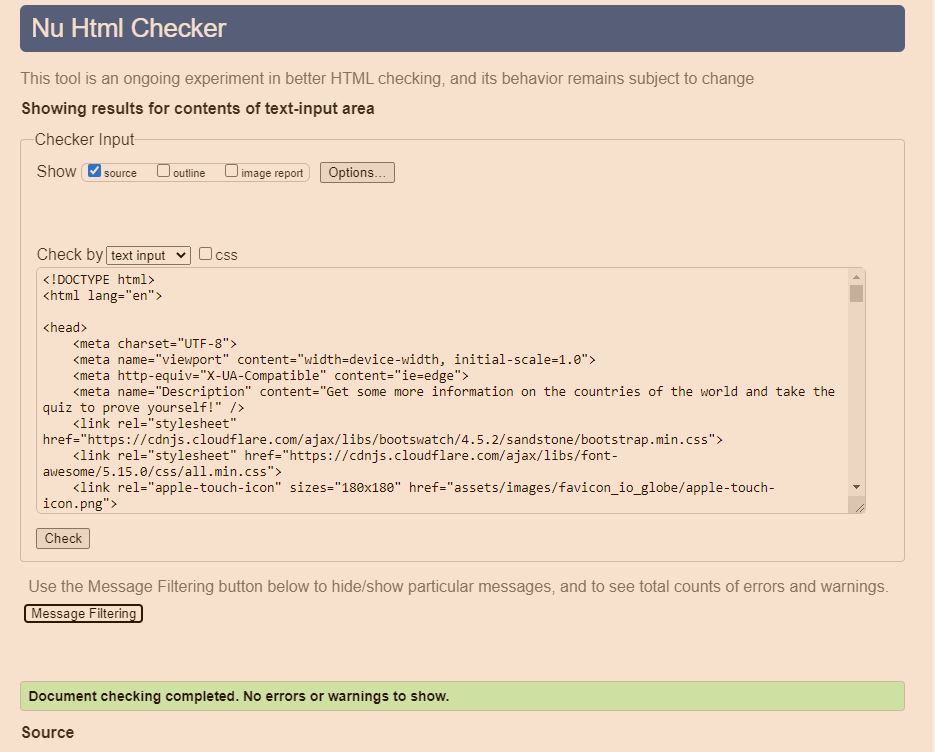 Nu Html Checker
This tool is an ongoing experiment in better HTML checking, and its behavior remains subject to change
Showing results for contents of text-input area
Checker Input
Show source outline image report Options...
Check by text input css
<!DOCTYPE html>
<html lang="en">
<head>
    <meta charset="UTF-8">
    <meta name="viewport" content="width=device-width, initial-scale=1.0">
    <meta http-equiv="X-UA-Compatible" content="ie=edge">
    <meta name="Description" content="Get some more information on the countries of the world and take the
quiz to prove yourself!" />
    <link rel="stylesheet"
href="https://cdnjs.cloudflare.com/ajax/libs/bootswatch/4.5.2/sandstone/bootstrap.min.css">
    <link rel="stylesheet" href="https://cdnjs.cloudflare.com/ajax/libs/font-
awesome/5.15.0/css/all.min.css">
    <link rel="apple-touch-icon" sizes="180x180" href="assets/images/favicon_io_globe/apple-touch-
icon.png">
Check
Use the Message Filtering button below to hide/show particular messages, and to see total counts of errors and warnings.
Message Filtering
Document checking completed. No errors or warnings to show.
Source